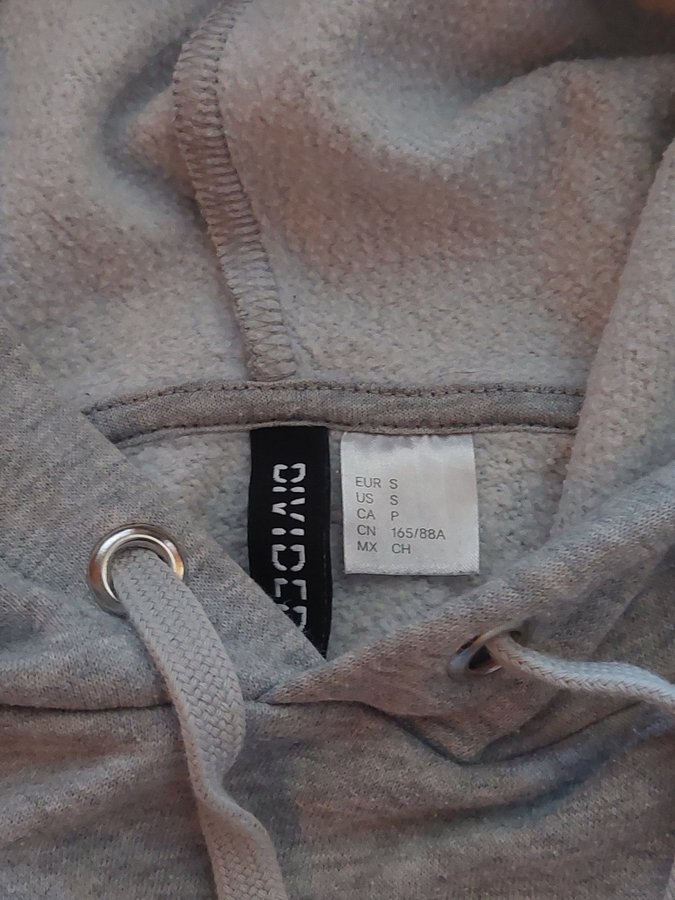 DIVIDED
EUR S
US S
CA P
CN 165/88A
MX CH